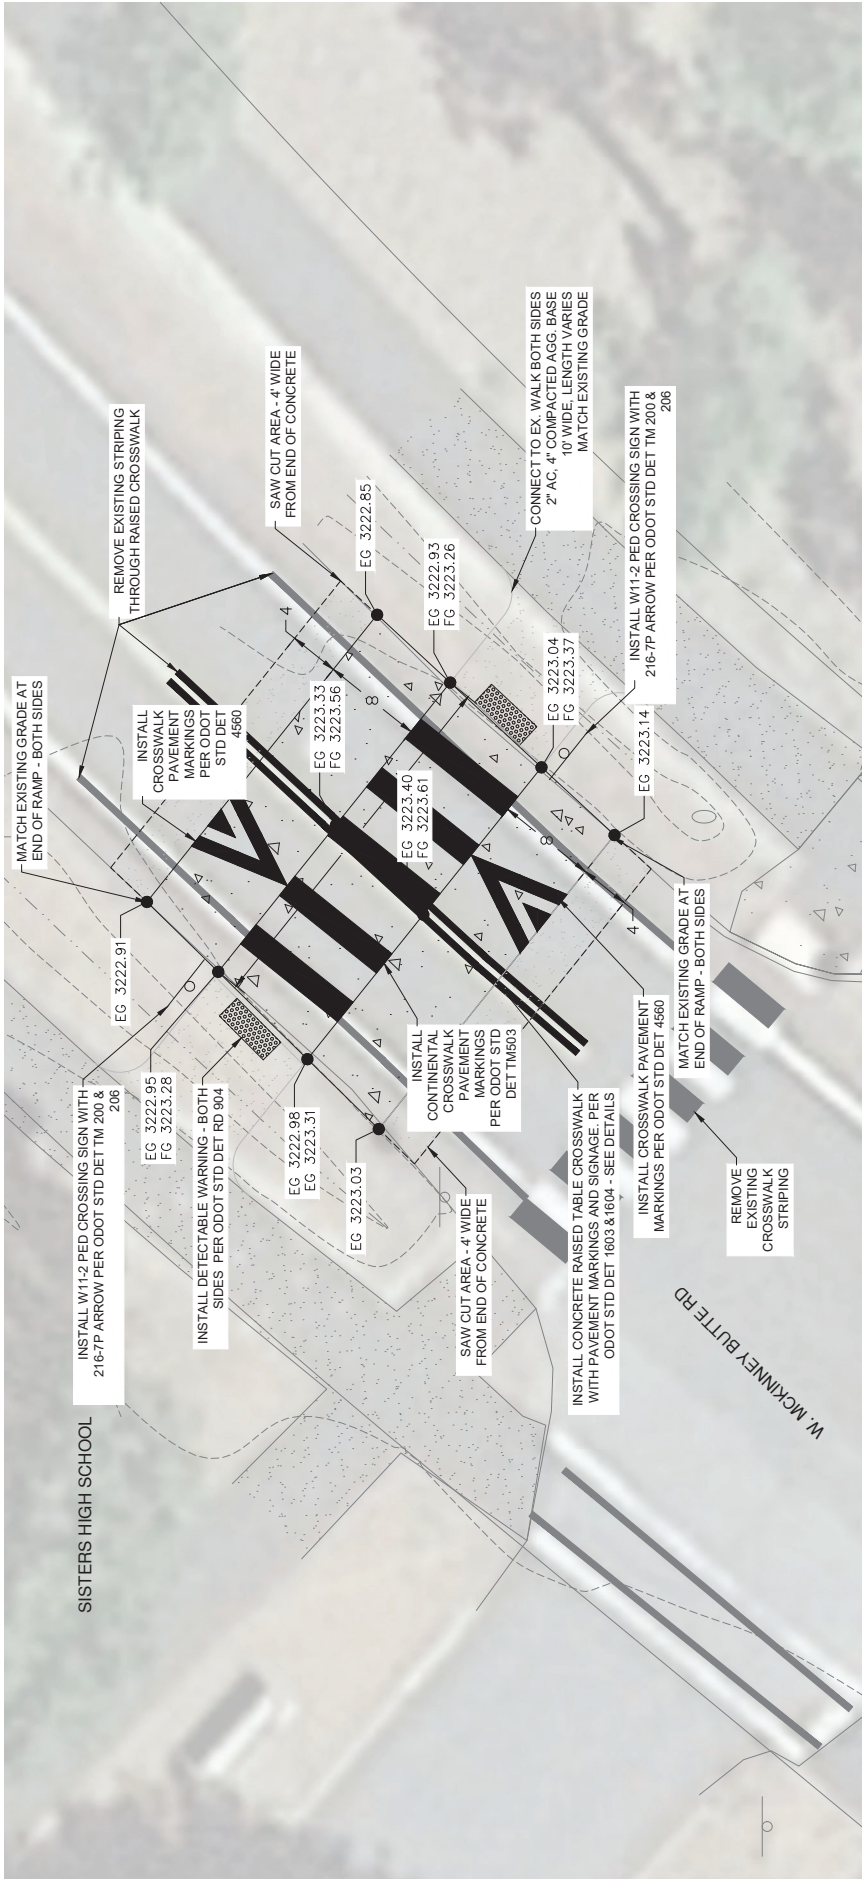 SISTERS HIGH SCHOOL
INSTALL W11-2 PED CROSSING SIGN WITH
216-7P ARROW PER ODOT STD DET TM 200 &
206
EG 3222.91
MATCH EXISTING GRADE AT
END OF RAMP - BOTH SIDES
REMOVE EXISTING STRIPING
THROUGH RAISED CROSSWALK
INSTALL
CROSSWALK
PAVEMENT
MARKINGS
PER ODOT
STD DET
4560
EG 3222.95
FG 3223.28
INSTALL DETECTABLE WARNING - BOTH
SIDES PER ODOT STD DET RD 904
SAW CUT AREA - 4' WIDE
FROM END OF CONCRETE
4
EG 3222.98
EG 3223.31
EG 3223.33
FG 3223.56
8
EG 3222.85
EG 3223.03
EG 3223.40
FG 3223.61
EG 3222.93
FG 3223.26
INSTALL
CONTINENTAL
CROSSWALK
PAVEMENT
MARKINGS
PER ODOT STD
DET TM503
SAW CUT AREA - 4' WIDE
FROM END OF CONCRETE
8
EG 3223.04
FG 3223.37
CONNECT TO EX. WALK BOTH SIDES
2" AC, 4" COMPACTED AGG. BASE
10' WIDE, LENGTH VARIES
MATCH EXISTING GRADE
INSTALL CONCRETE RAISED TABLE CROSSWALK
WITH PAVEMENT MARKINGS AND SIGNAGE. PER
ODOT STD DET 1603 &1604 - SEE DETAILS
4
EG 3223.14
INSTALL W11-2 PED CROSSING SIGN WITH
216-7P ARROW PER ODOT STD DET TM 200 &
206
INSTALL CROSSWALK PAVEMENT
MARKINGS PER ODOT STD DET 4560
MATCH EXISTING GRADE AT
END OF RAMP - BOTH SIDES
REMOVE
EXISTING
CROSSWALK
STRIPING
W. MCKINNEY BUTTE RD